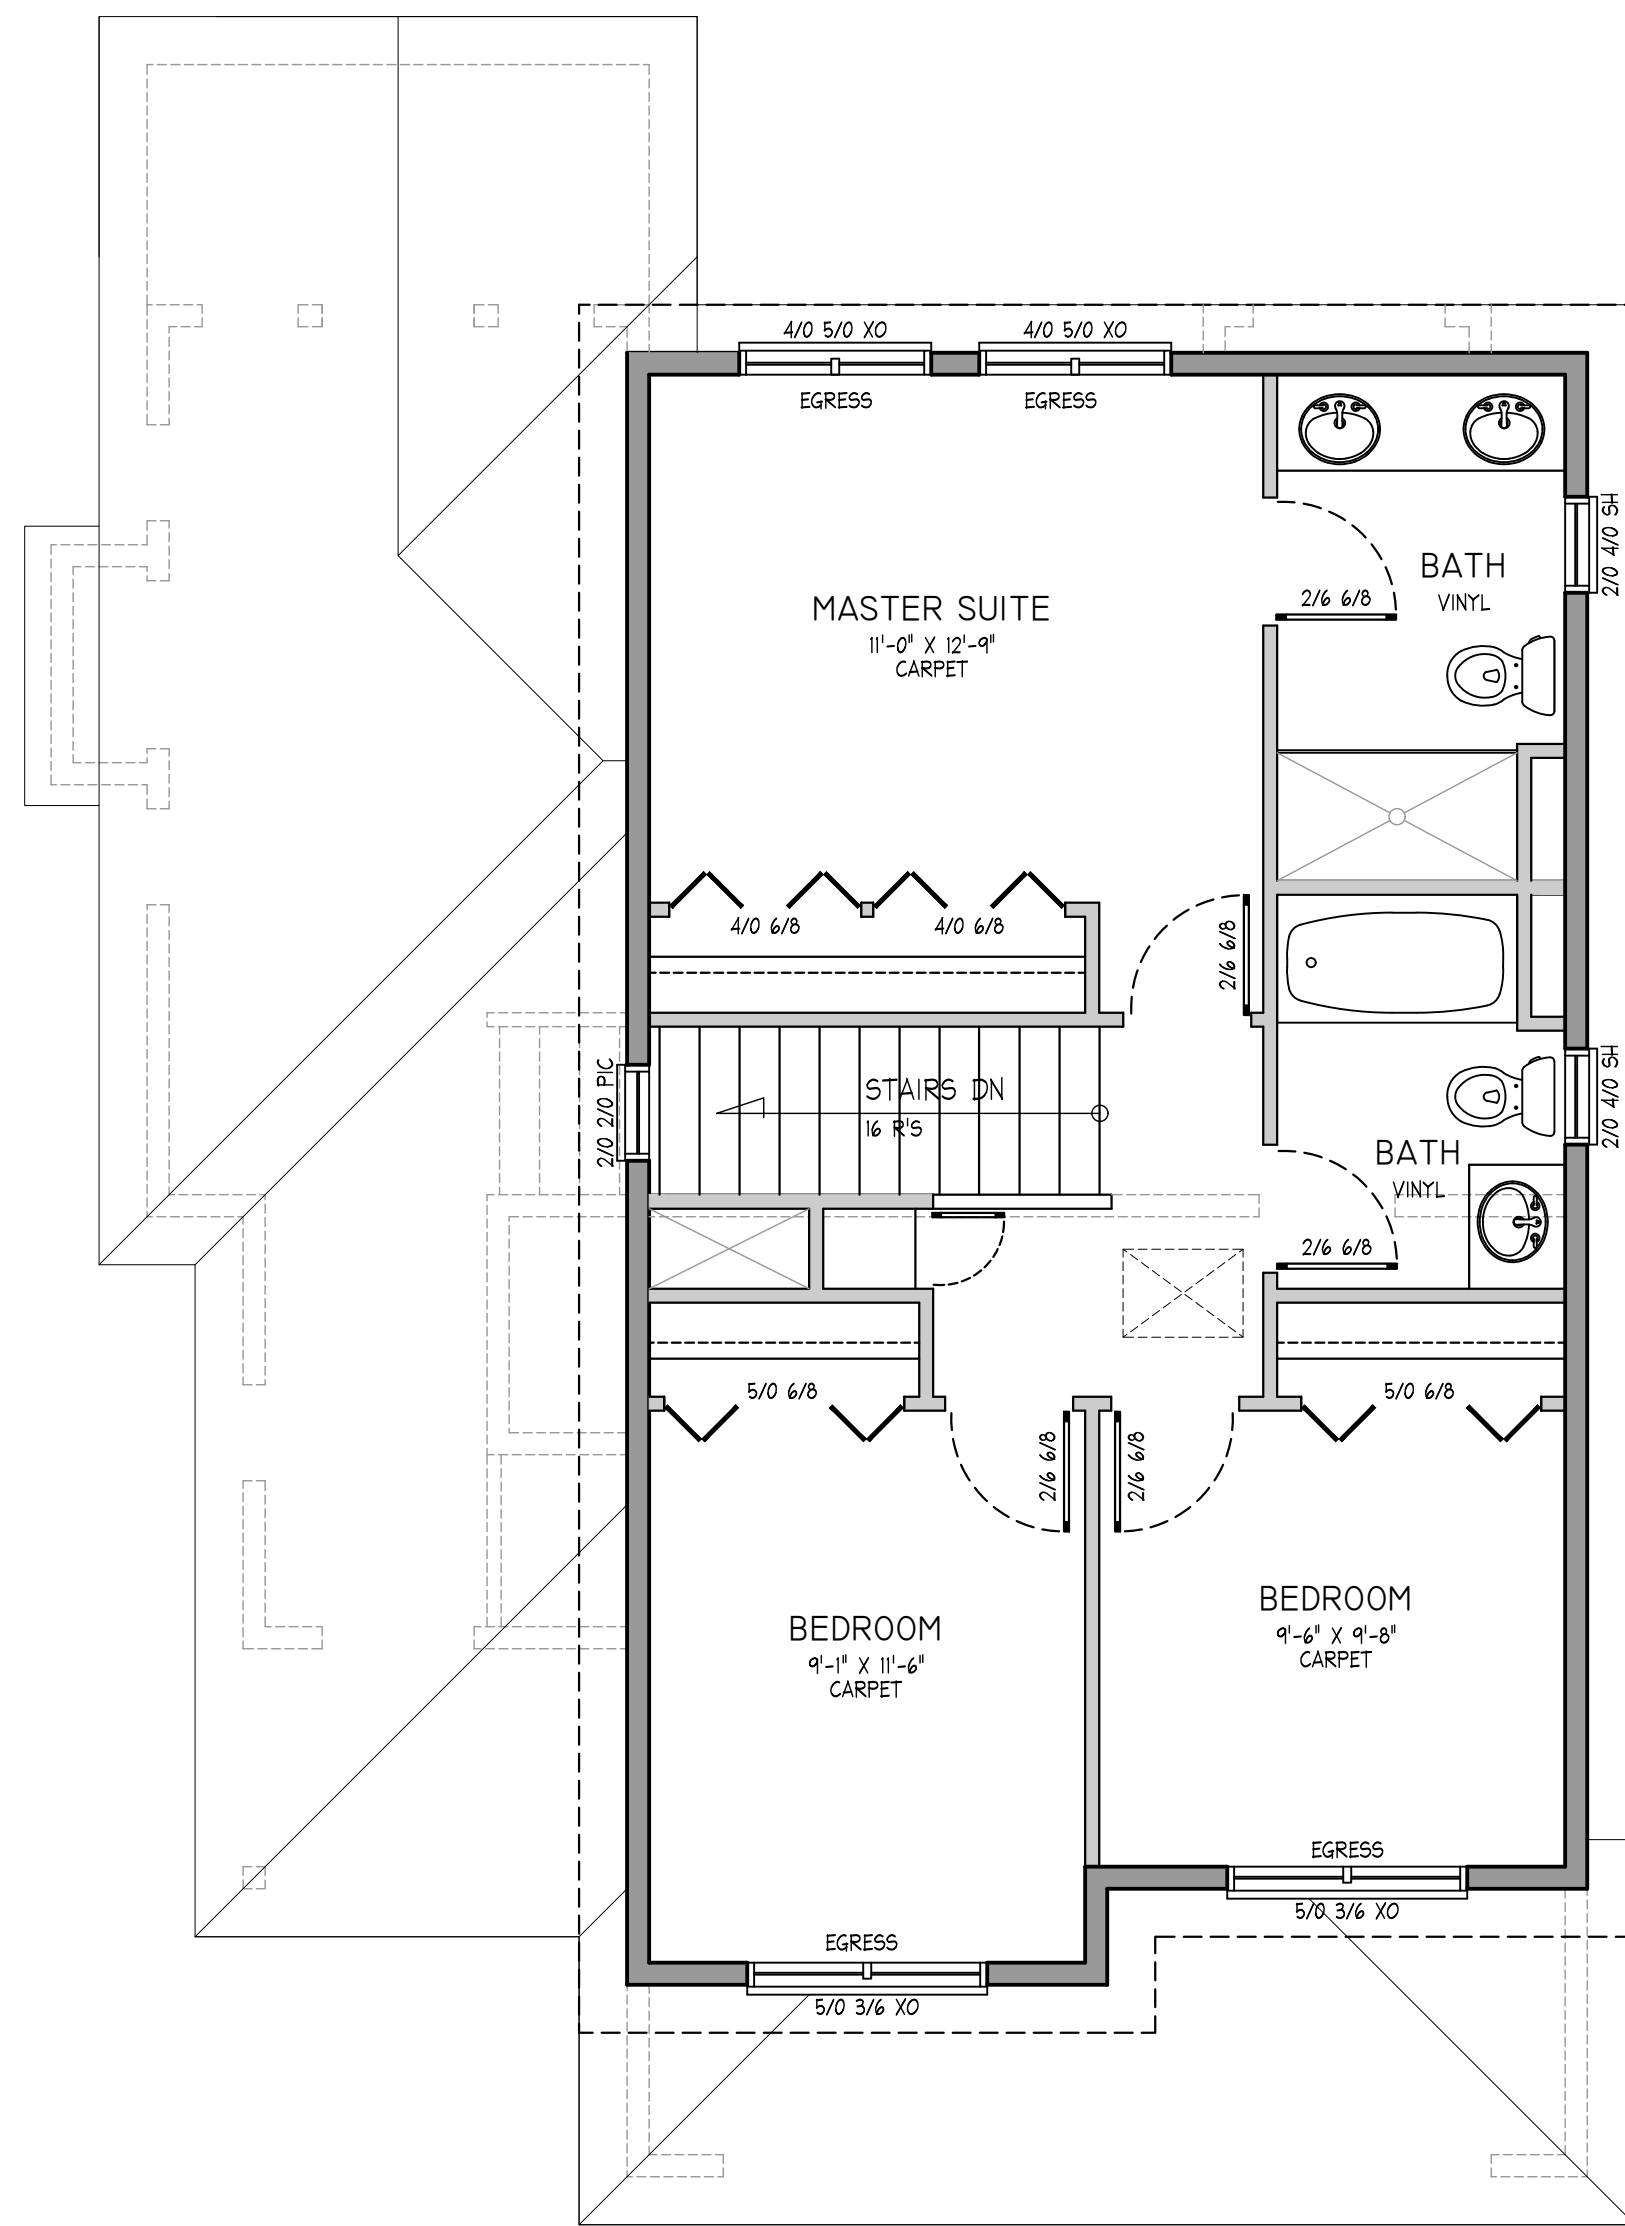 4/0 5/0 XO
4/0 5/0 XO
EGRESS
EGRESS
2/0 4/0 SH
BATH
VINYL
2/6 6/8
MASTER SUITE
11'-0" X 12'-9"
CARPET
4/0 6/8
4/0 6/8
2/6 6/8
2/0 2/0 PIC
STAIRS DN
16 R'S
2/0 4/0 SH
BATH
VINYL
2/6 6/8
5/0 6/8
5/0 6/8
2/6 6/8
2/6 6/8
BEDROOM
9'-6" X 9'-8"
CARPET
BEDROOM
9'-1" X 11'-6"
CARPET
EGRESS
5/0 3/6 XO
EGRESS
5/0 3/6 XO